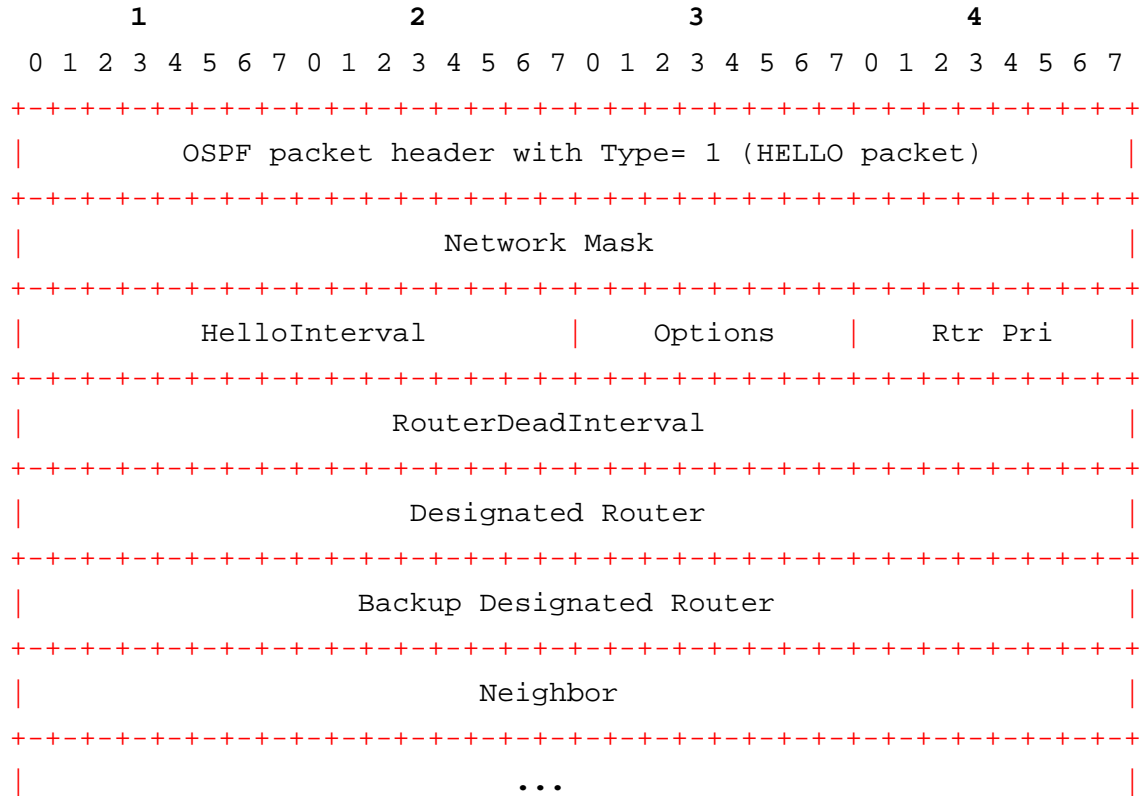 1 2 3 4
0 1 2 3 4 5 6 7 0 1 2 3 4 5 6 7 0 1 2 3 4 5 6 7 0 1 2 3 4 5 6 7
+-+-+-+-+-+-+-+-+-+-+-+-+-+-+-+-+-+-+-+-+-+-+-+-+-+-+-+-+-+-+-+-+
| OSPF packet header with Type= 1 (HELLO packet) |
+-+-+-+-+-+-+-+-+-+-+-+-+-+-+-+-+-+-+-+-+-+-+-+-+-+-+-+-+-+-+-+-+
| Network Mask |
+-+-+-+-+-+-+-+-+-+-+-+-+-+-+-+-+-+-+-+-+-+-+-+-+-+-+-+-+-+-+-+-+
| HelloInterval | Options | Rtr Pri |
+-+-+-+-+-+-+-+-+-+-+-+-+-+-+-+-+-+-+-+-+-+-+-+-+-+-+-+-+-+-+-+-+
| RouterDeadInterval |
+-+-+-+-+-+-+-+-+-+-+-+-+-+-+-+-+-+-+-+-+-+-+-+-+-+-+-+-+-+-+-+-+
| Designated Router |
+-+-+-+-+-+-+-+-+-+-+-+-+-+-+-+-+-+-+-+-+-+-+-+-+-+-+-+-+-+-+-+-+
| Backup Designated Router |
+-+-+-+-+-+-+-+-+-+-+-+-+-+-+-+-+-+-+-+-+-+-+-+-+-+-+-+-+-+-+-+-+
| Neighbor |
+-+-+-+-+-+-+-+-+-+-+-+-+-+-+-+-+-+-+-+-+-+-+-+-+-+-+-+-+-+-+-+-+
| ... |